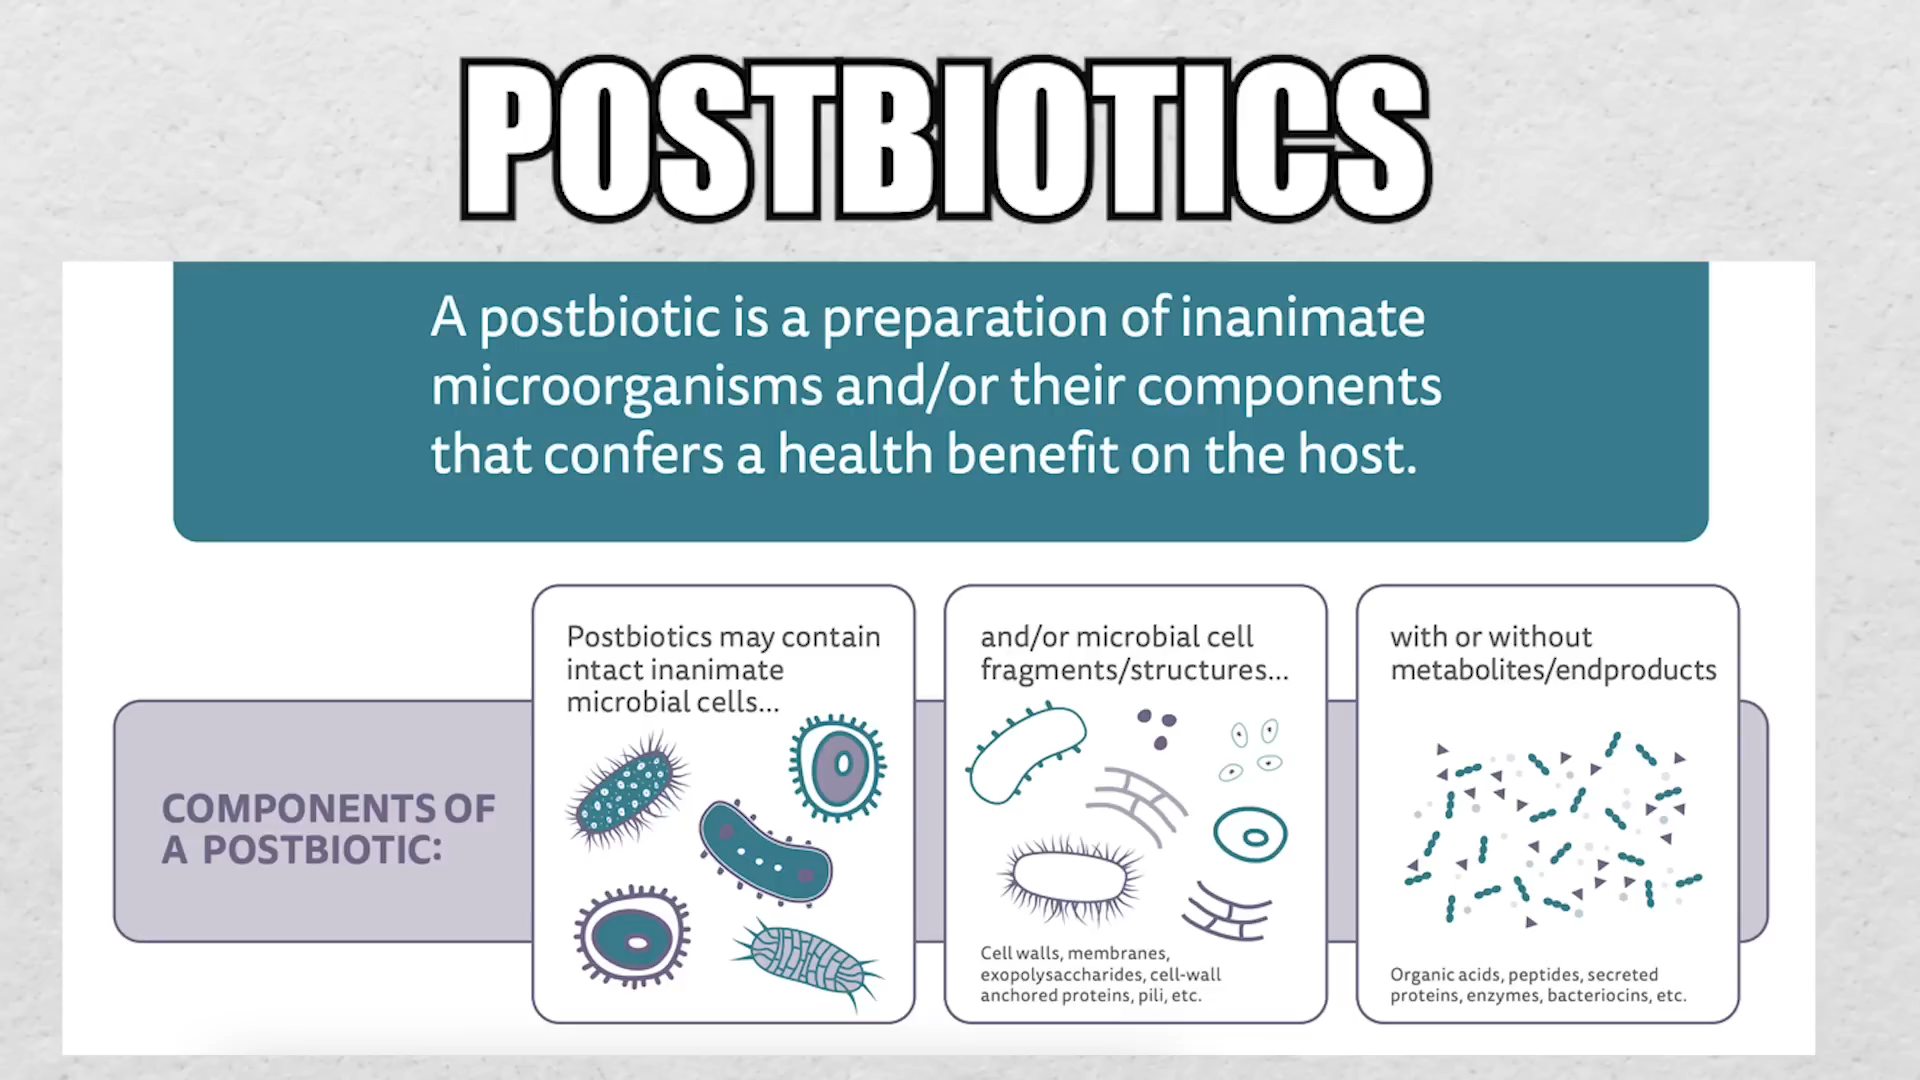 POSTBIOTICS
A postbiotic is a preparation of inanimate
microorganisms and/or their components
that confers a health benefit on the host.
COMPONENTS OF
A POSTBIOTIC:
Postbiotics may contain
intact inanimate
microbial cells...
and/or microbial cell
fragments/structures...
Cell walls, membranes,
exopolysaccharides, cell-wall
anchored proteins, pili, etc.
with or without
metabolites/endproducts
Organic acids, peptides, secreted
proteins, enzymes, bacteriocins, etc.